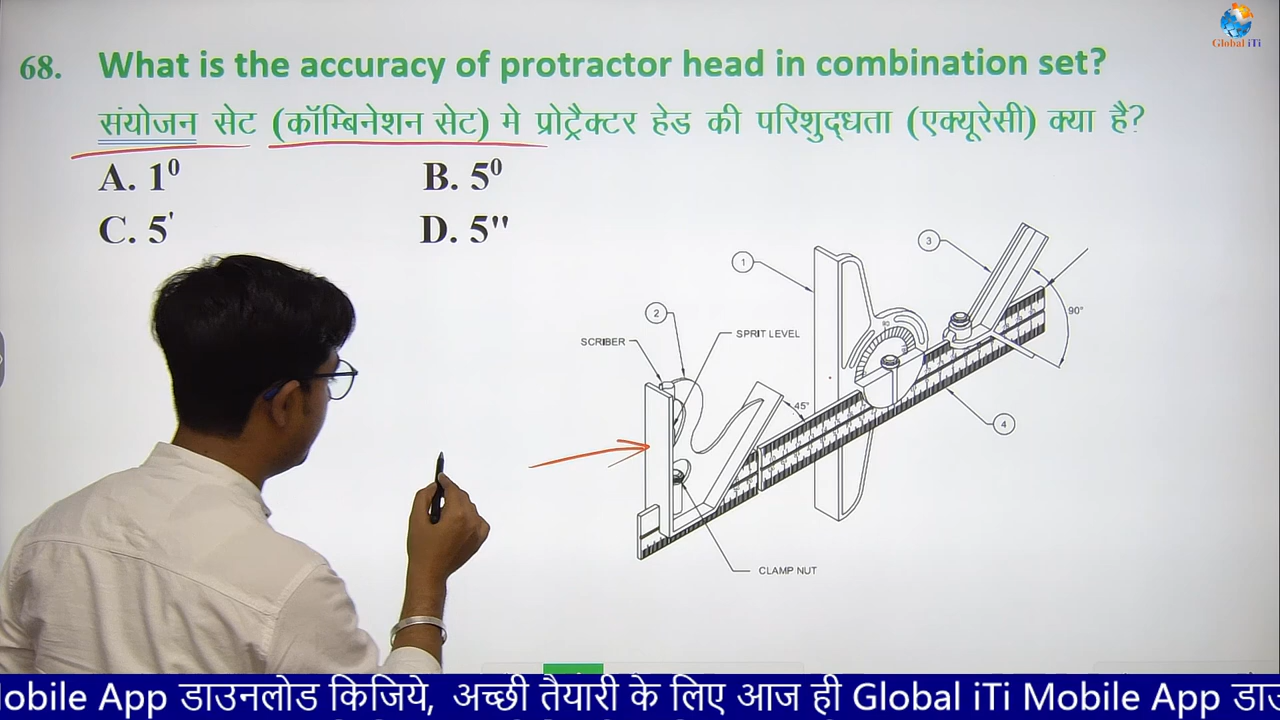 Global iTi
68. What is the accuracy of protractor head in combination set?
संयोजन सेट (कॉम्बिनेशन सेट) मे प्रोट्रैक्टर हेड की परिशुद्धता (एक्यूरेसी) क्या है?
A. 1⁰ B. 5⁰
C. 5' D. 5"
1
2
3
4
SCRIBER
SPRIT LEVEL
45°
90°
CLAMP NUT
Mobile App डाउनलोड किजिये, अच्छी तैयारी के लिए आज ही Global iTi Mobile App